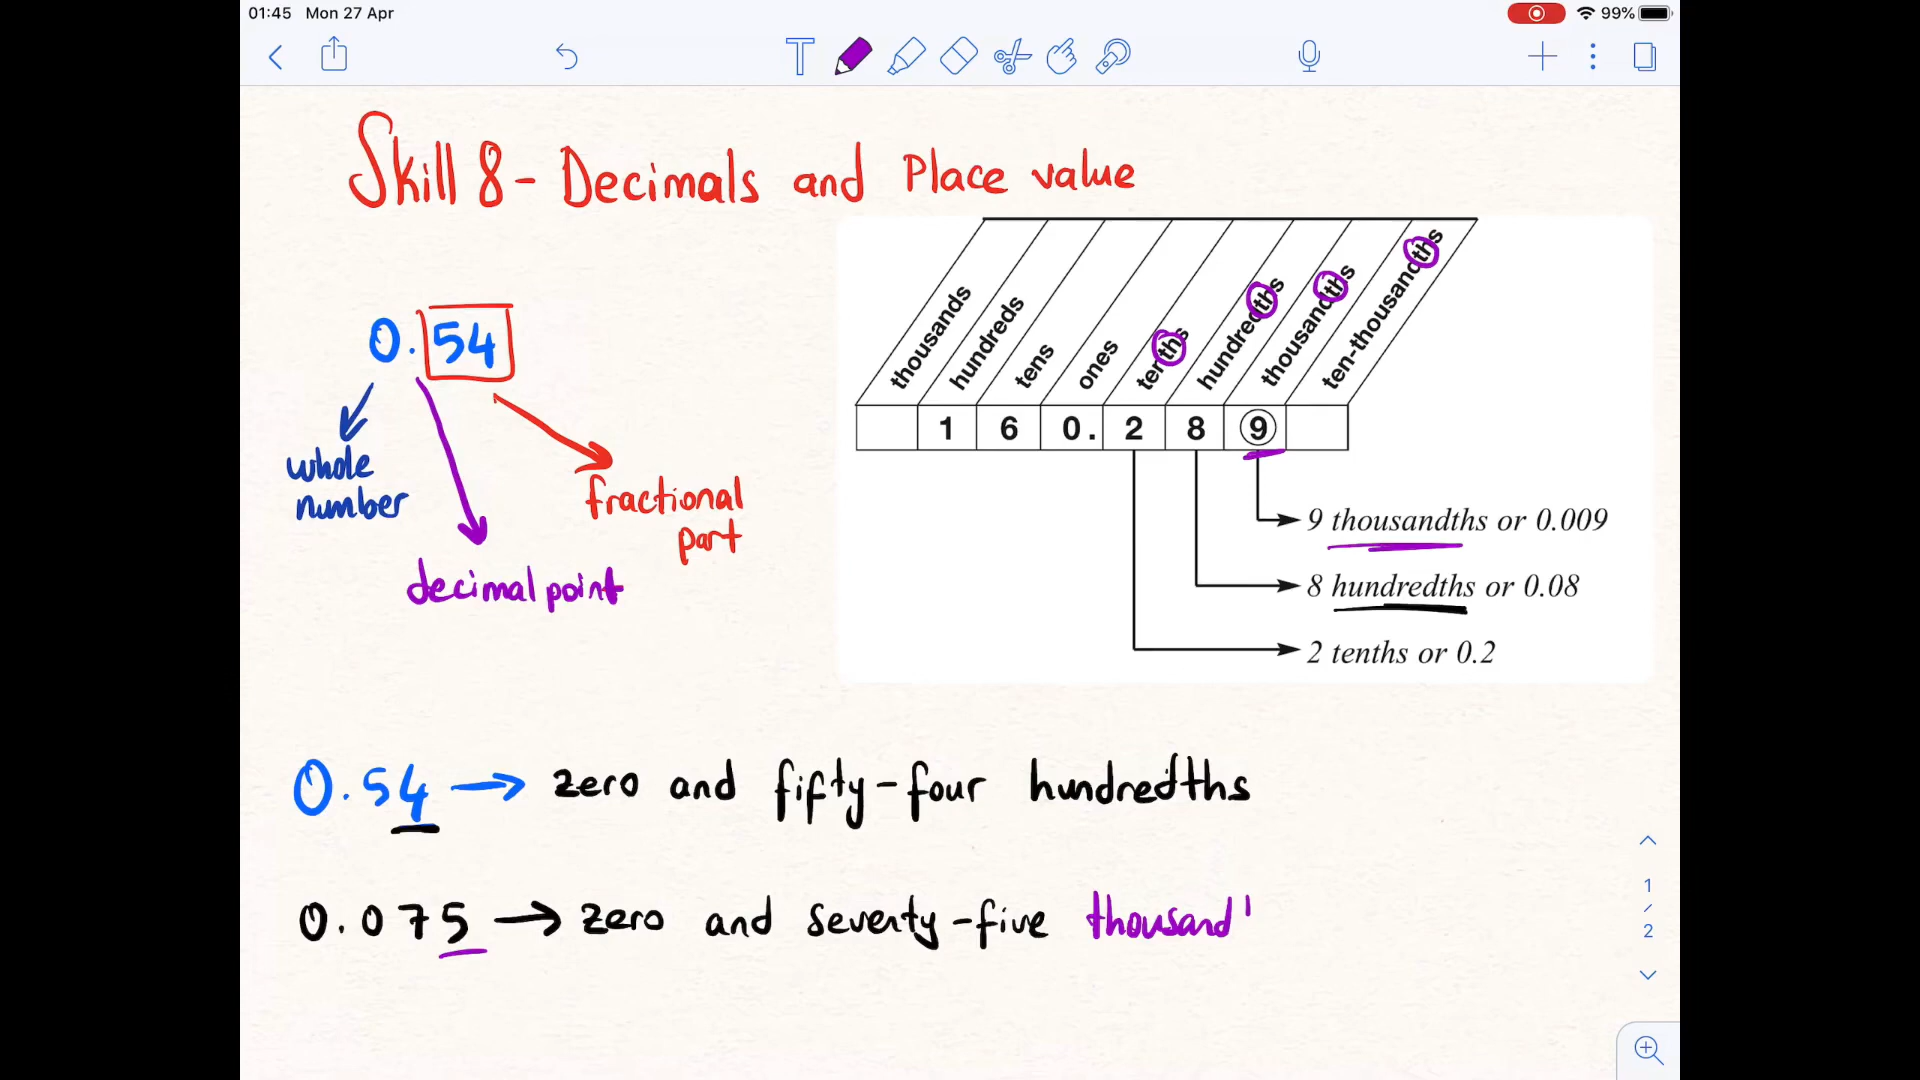 01:45 Mon 27 Apr
99%
Skill 8 - Decimals and Place value
thousands
hundreds
tens
ones
tenths
hundredths
thousandths
ten-thousandths
1 6 0. 2 8 9
9 thousandths or 0.009
8 hundredths or 0.08
2 tenths or 0.2
0.54
whole
number
decimal point
fractional
part
0.54 → zero and fifty-four hundredths
0.075 → zero and seventy-five thousand
1
2